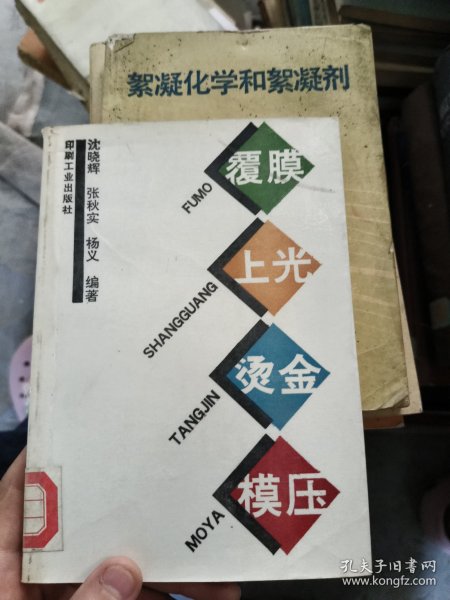 絮凝化学和絮凝剂
沈晓辉 张秋实 杨义 编著
印刷工业出版社
覆膜
FUMO
上光
SHANGGUANG
烫金
TANGJIN
模压
MOYA
孔夫子旧书网
www.kongfz.com